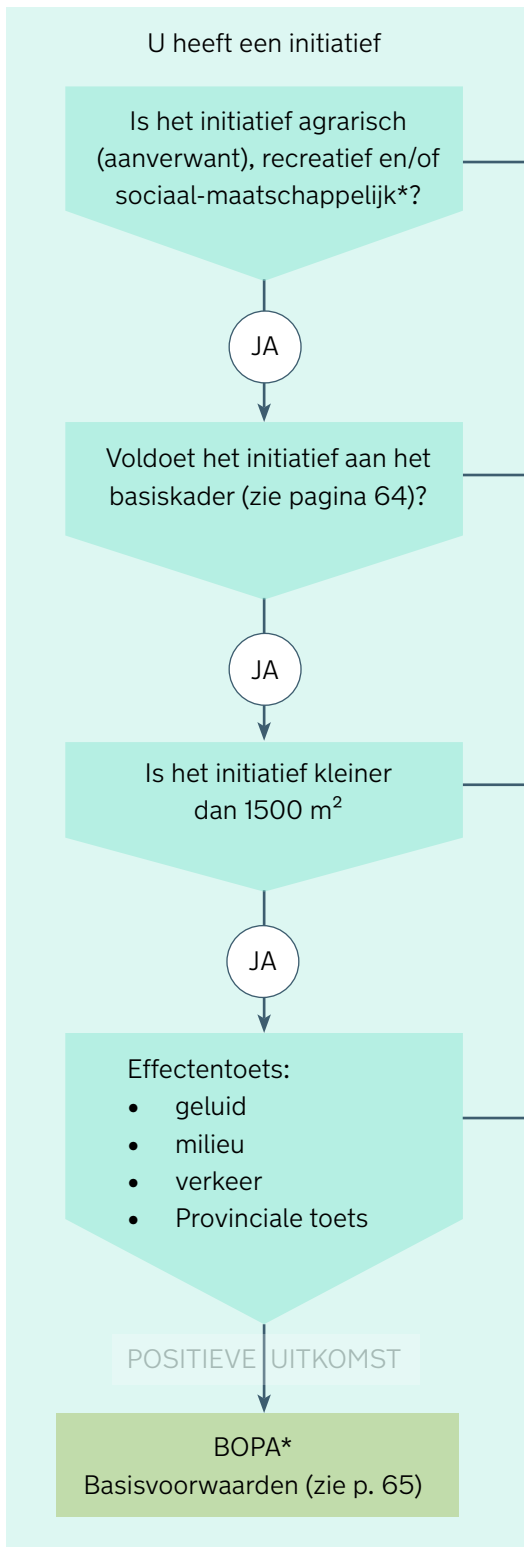 U heeft een initiatief
Is het initiatief agrarisch
(aanverwant), recreatief en/of
sociaal-maatschappelijk*?
JA
Voldoet het initiatief aan het
basiskader (zie pagina 64)?
JA
Is het initiatief kleiner
dan 1500 m²
JA
Effectentoets:
• geluid
• milieu
• verkeer
• Provinciale toets
POSITIEVE UITKOMST
BOPA*
Basisvoorwaarden (zie p. 65)